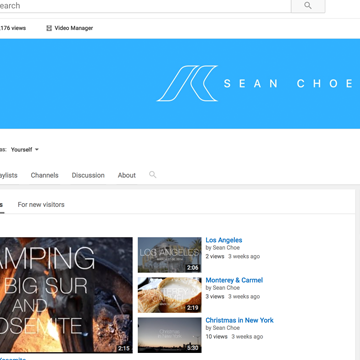 earch
176 views Video Manager
SEAN CHOE
as: Yourself
aylists Channels Discussion About
s For new visitors
AMPING
BIG SUR
AND
OSEMITE
2:15
Yosemite
LOS ANGELES
2:06
Los Angeles
by Sean Choe
2 views 3 weeks ago
2:19
Monterey & Carmel
by Sean Choe
3 views 3 weeks ago
5:30
Christmas in New York
by Sean Choe
10 views 3 weeks ago